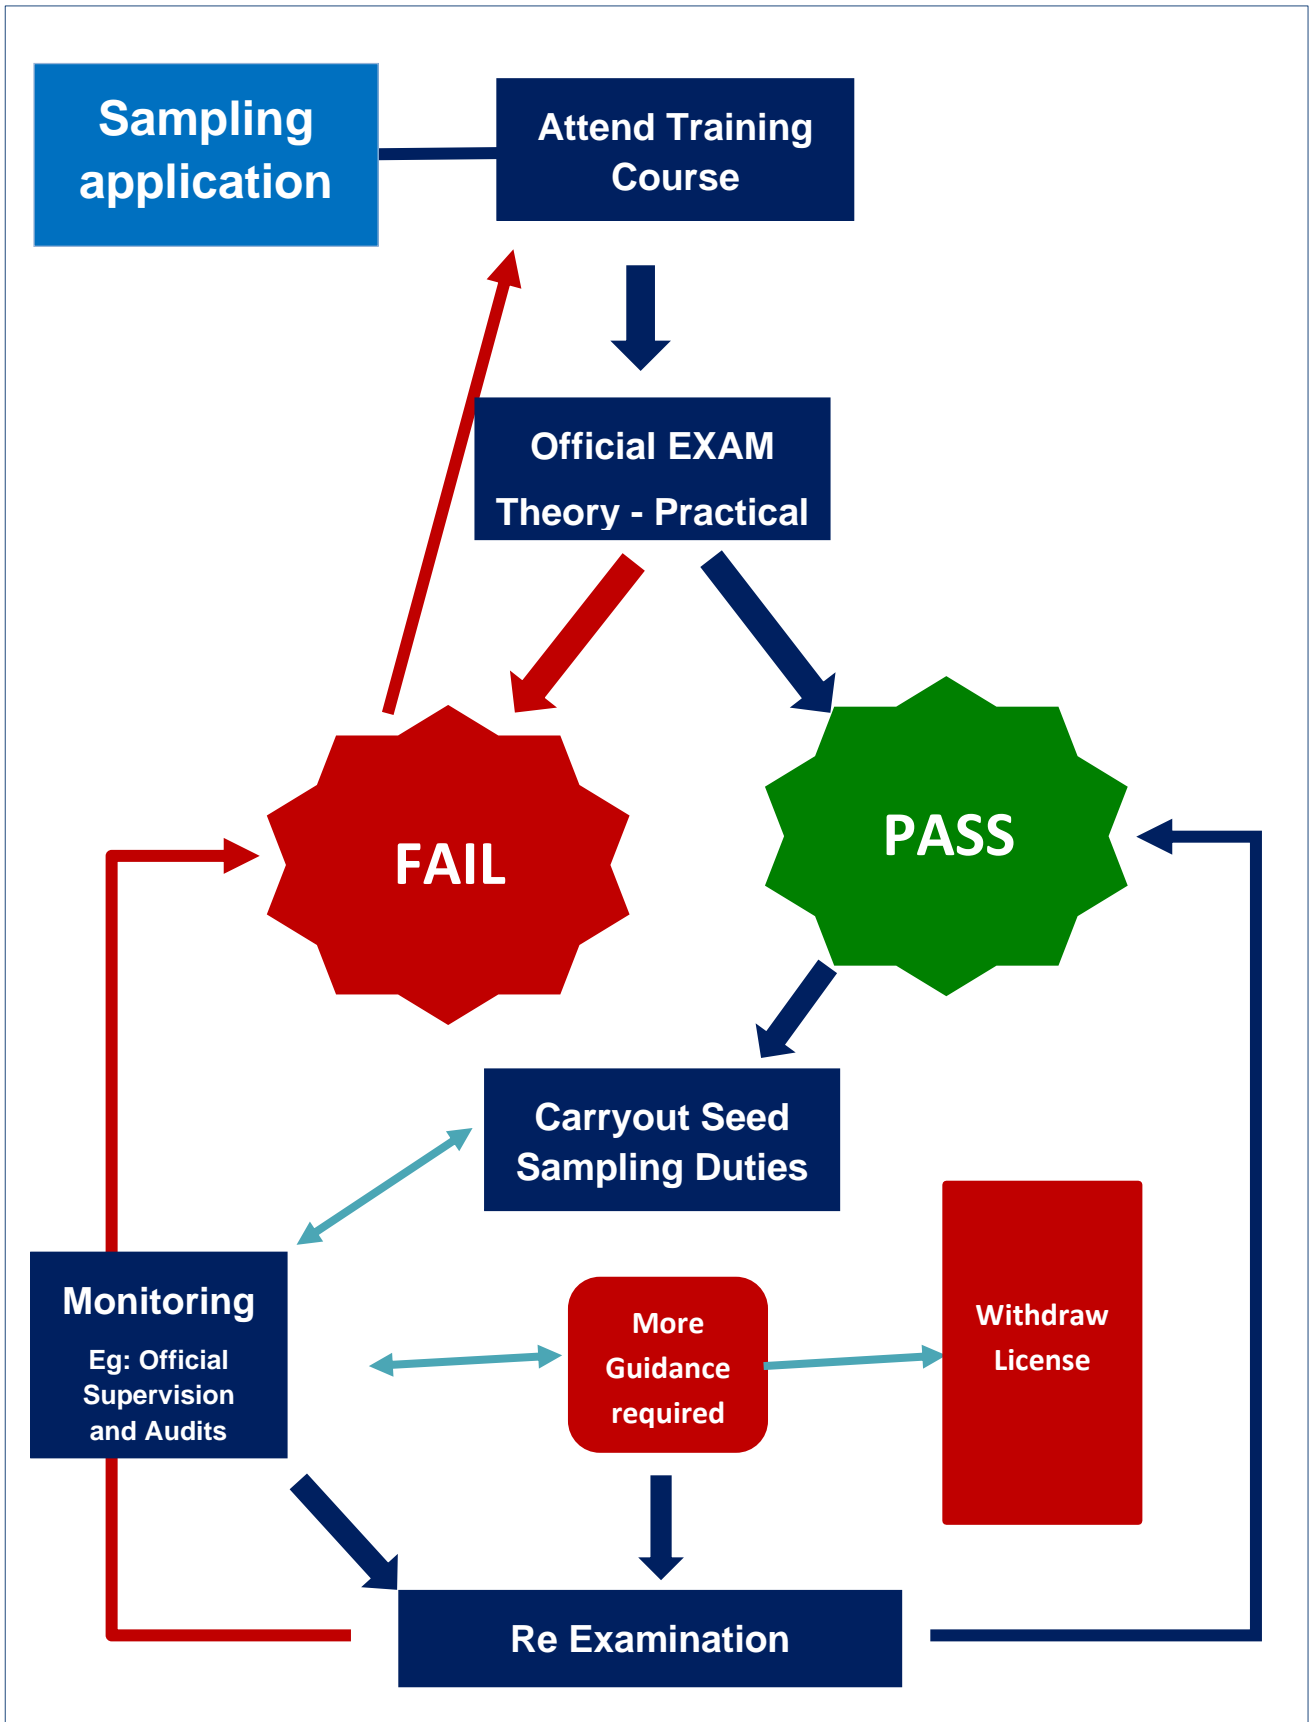 Sampling
application
Attend Training
Course
Official EXAM
Theory - Practical
FAIL
PASS
Carryout Seed
Sampling Duties
Monitoring
Eg: Official
Supervision
and Audits
More
Guidance
required
Withdraw
License
Re Examination